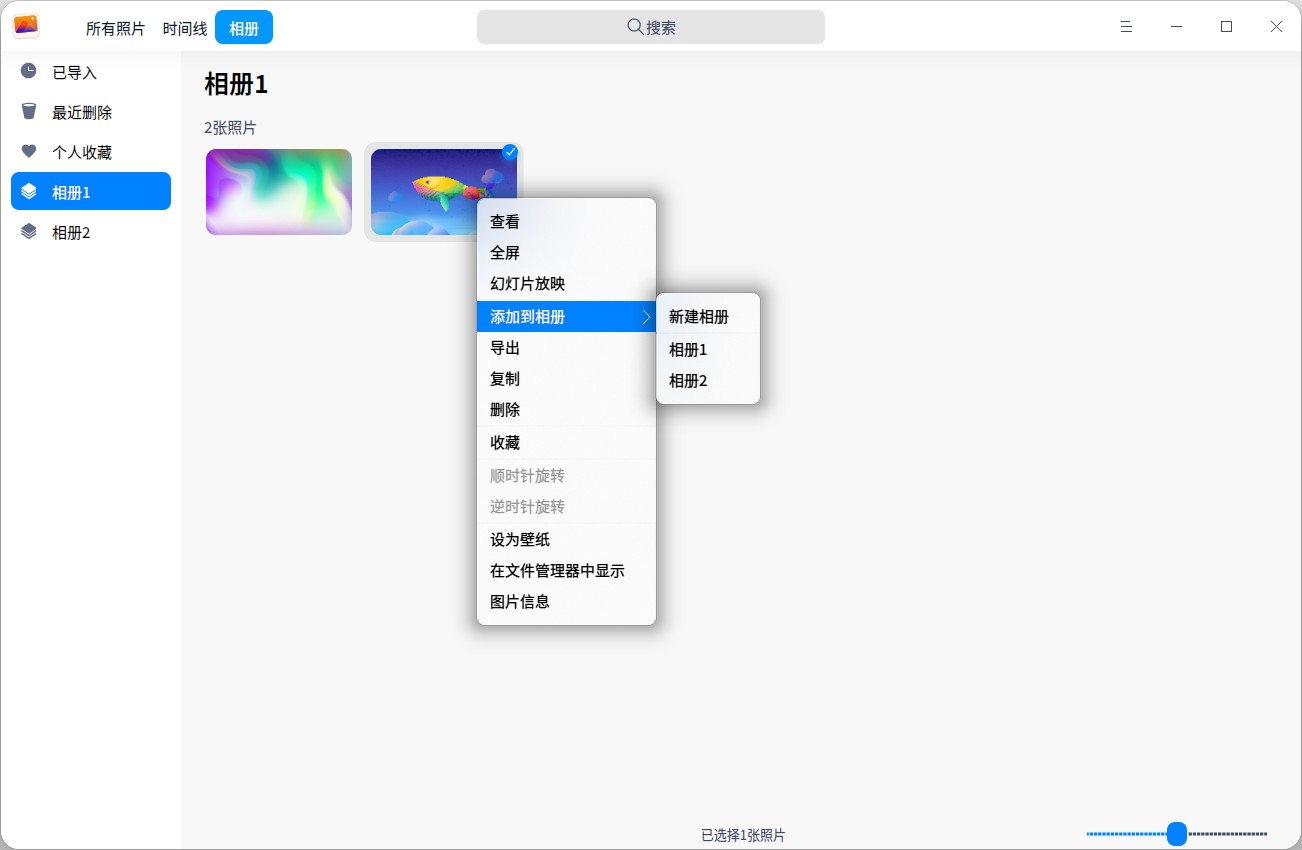 所有照片 时间线 相册
搜索
已导入
最近删除
个人收藏
相册1
相册2
相册1
2张照片
查看
全屏
幻灯片放映
添加到相册
导出
复制
删除
收藏
顺时针旋转
逆时针旋转
设为壁纸
在文件管理器中显示
图片信息
新建相册
相册1
相册2
已选择1张照片